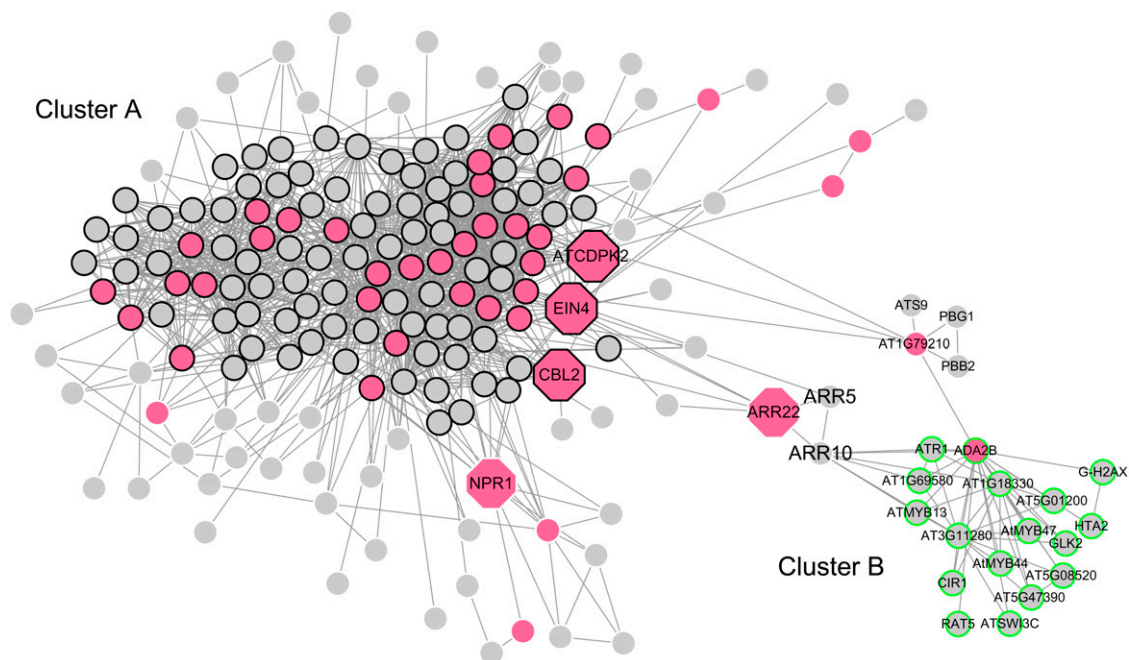 Cluster A
ATCDPK2
EIN4
CBL2
NPR1
ATS9
PBG1
AT1G79210
PBB2
ARR22
ARR5
ARR10
ATR1
ADA2B
G-H2AX
AT1G69580
AT1G18330
AT5G01200
ATMYB13
AtMYB47
HTA2
AT3G11280
GLK2
Cluster B
AtMYB44
AT5G08520
CIR1
AT5G47390
RAT5
ATSWI3C